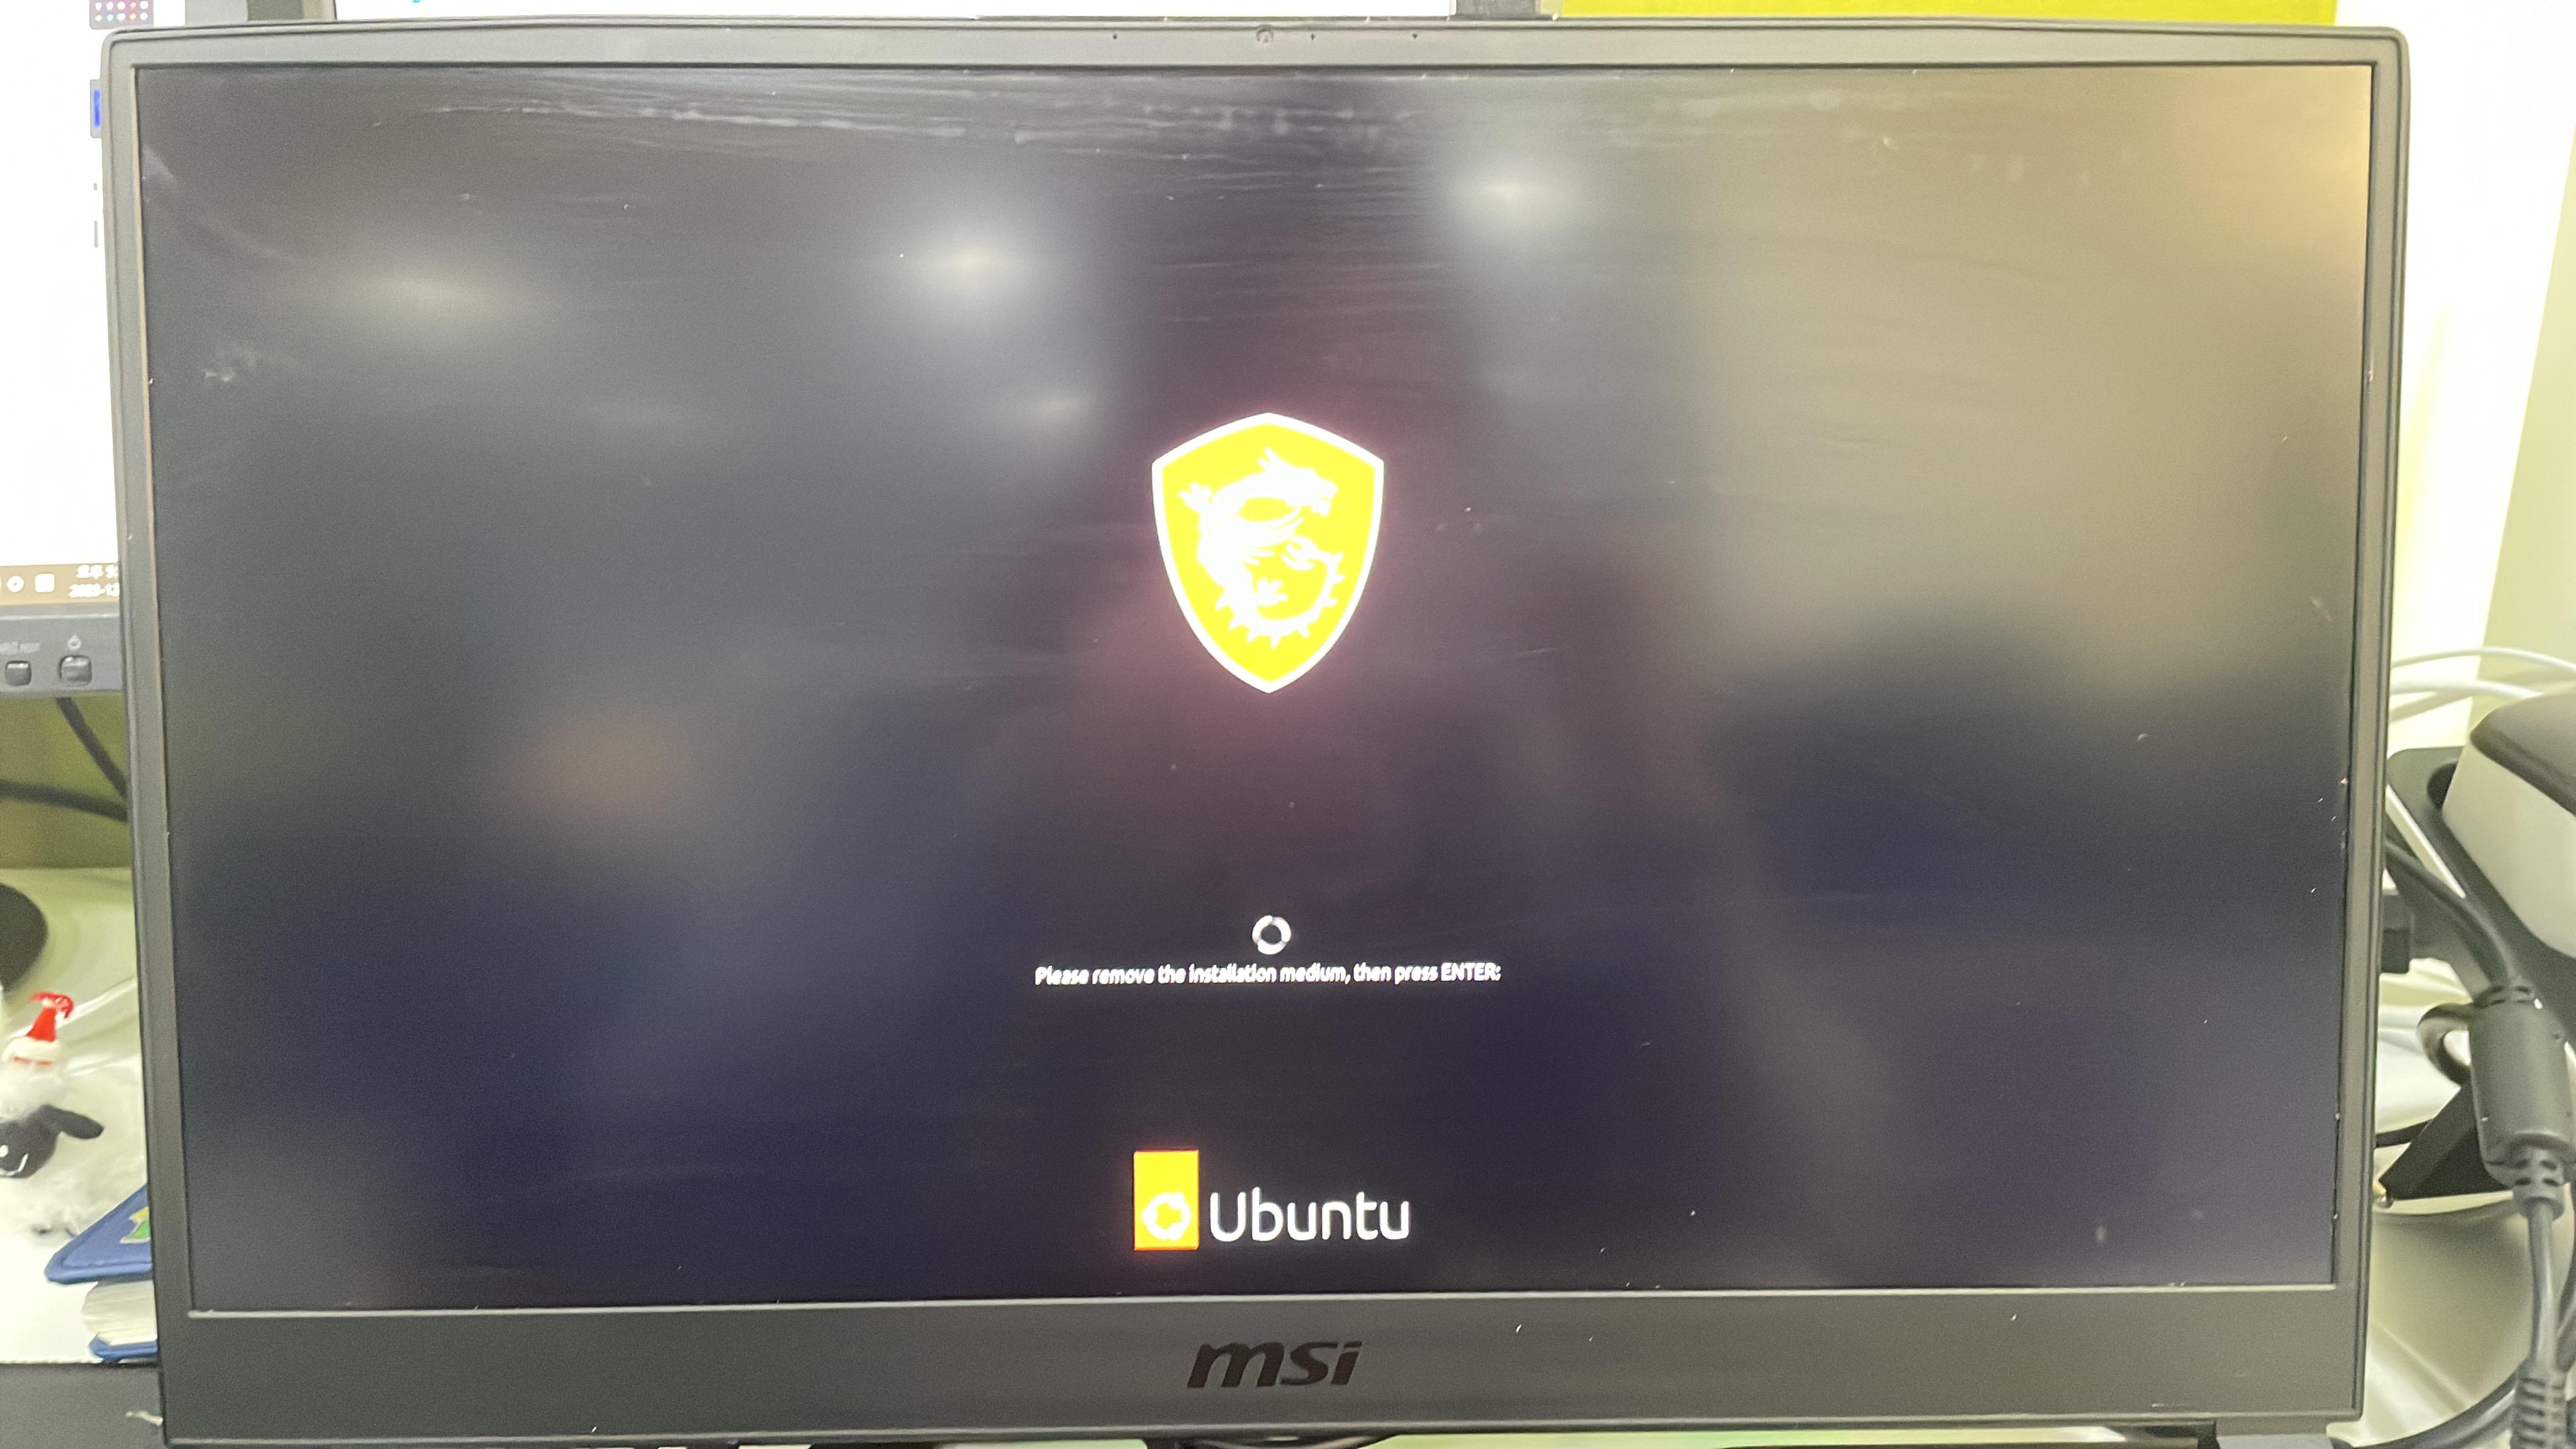 Please remove the installation medium, then press ENTER:
Ubuntu
msi